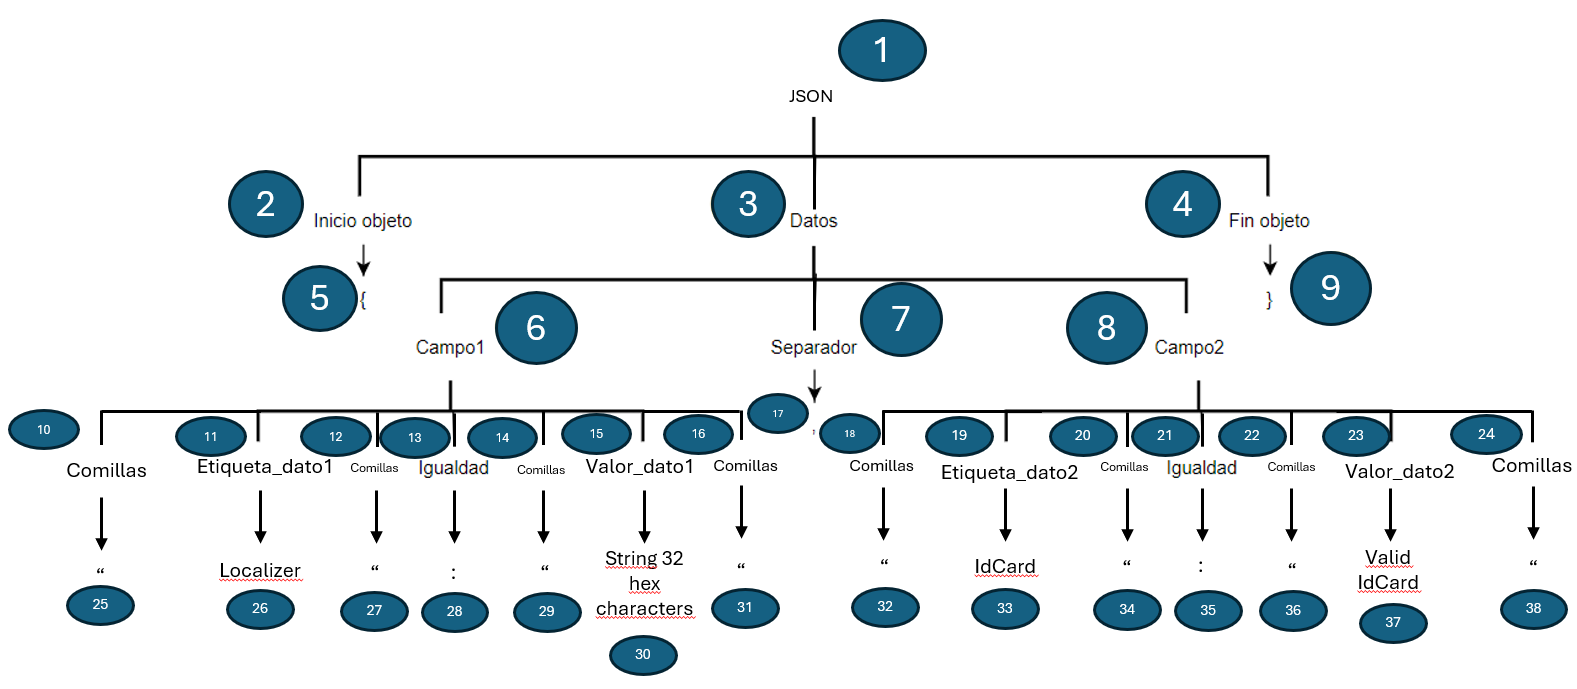 1
JSON
2
Inicio objeto
3
Datos
4
Fin objeto
5
{
9
}
6
Campo1
7
Separador
8
Campo2
17
,
10
Comillas
11
Etiqueta_dato1
12
Comillas
13
Igualdad
14
Comillas
15
Valor_dato1
16
Comillas
18
Comillas
19
Etiqueta_dato2
20
Comillas
21
Igualdad
22
Comillas
23
Valor_dato2
24
Comillas
“
25
Localizer
26
“
27
:
28
“
29
String 32
hex
characters
30
“
31
“
32
IdCard
33
“
34
:
35
“
36
Valid
IdCard
37
“
38